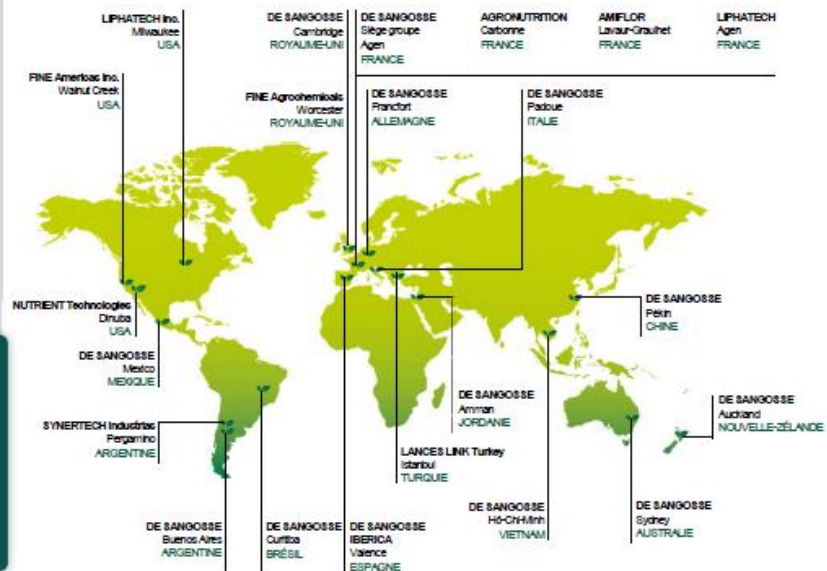 LIPHATECH Inc.
Milwaukee
USA
DE SANGOSSE
Cambridge
ROYAUME-UNI
DE SANGOSSE
Siège groupe
Agen
FRANCE
AGRONUTRITION
Carbonne
FRANCE
AMIFLOR
Lavaur-Graulhet
FRANCE
LIPHATECH
Agen
FRANCE
FINE Americas Inc.
Walnut Creek
USA
FINE Agrochemicals
Worcester
ROYAUME-UNI
DE SANGOSSE
Francfort
ALLEMAGNE
DE SANGOSSE
Padoue
ITALIE
NUTRIENT Technologies
Dinuba
USA
DE SANGOSSE
Pékin
CHINE
DE SANGOSSE
Mexico
MEXIQUE
DE SANGOSSE
Amman
JORDANIE
DE SANGOSSE
Auckland
NOUVELLE-ZÉLANDE
SYNERTECH Industrias
Pergamino
ARGENTINE
LANCES LINK Turkey
Istanbul
TURQUIE
DE SANGOSSE
Hô-Chi-Minh
VIETNAM
DE SANGOSSE
Sydney
AUSTRALIE
DE SANGOSSE
Buenos Aires
ARGENTINE
DE SANGOSSE
Curitiba
BRÉSIL
DE SANGOSSE
IBERICA
Valence
ESPAGNE